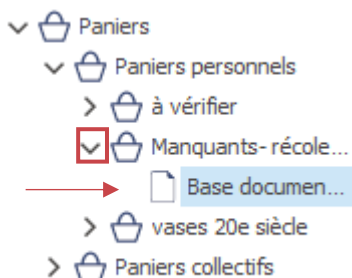 Paniers
Paniers personnels
à vérifier
Manquants- récole...
Base documen...
vases 20e siècle
Paniers collectifs